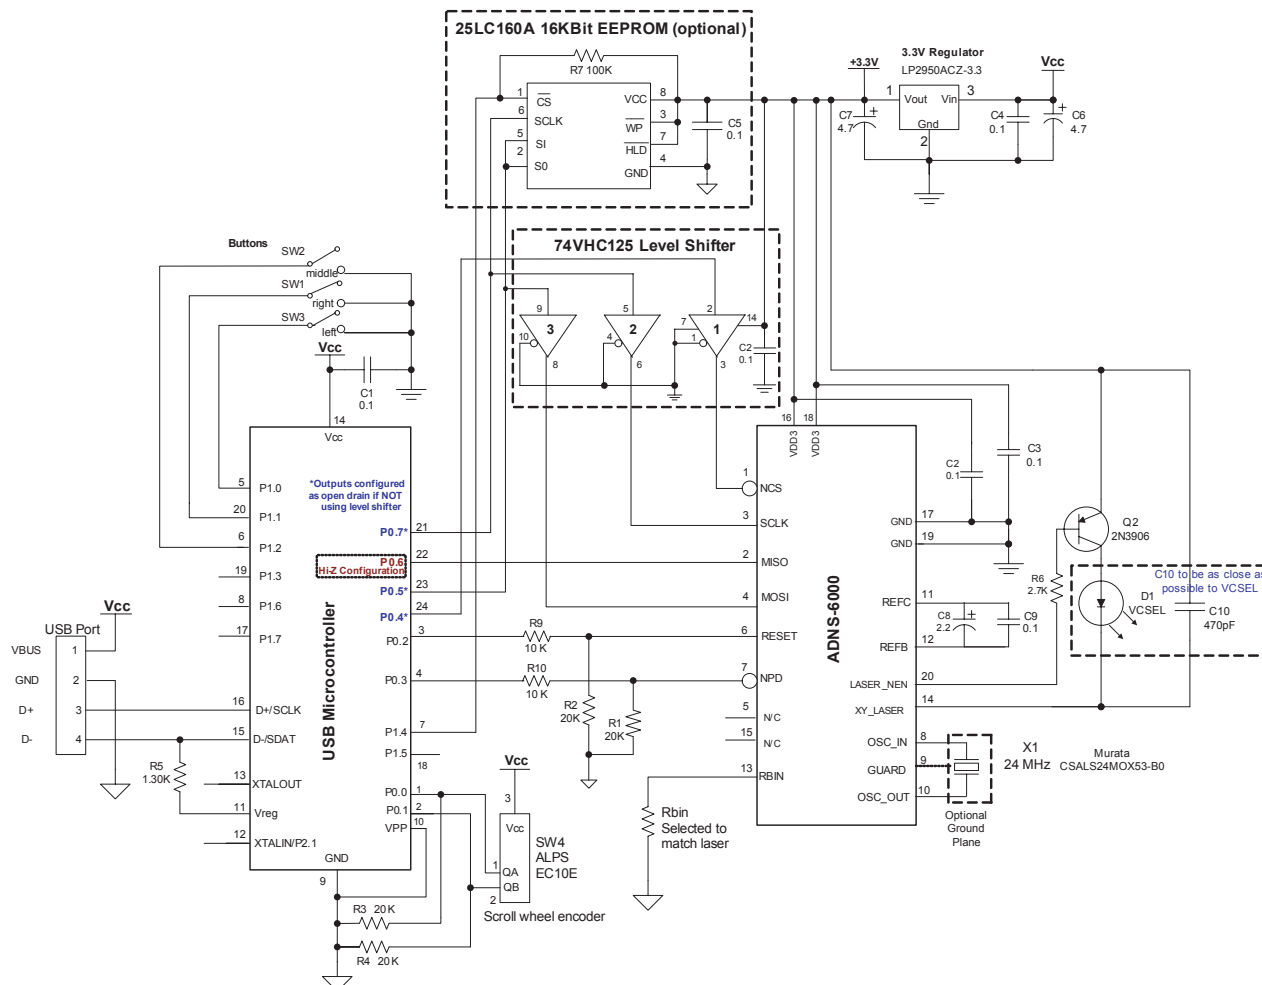 25LC160A 16KBit EEPROM (optional)
R7 100K
1
CS
6
SCLK
5
SI
2
S0
VCC
8
WP
3
HLD
7
GND
4
C5
0.1
+3.3V
3.3V Regulator
LP2950ACZ-3.3
Vcc
1
Vout
Vin
3
Gnd
2
C7
4.7
C4
0.1
C6
4.7
74VHC125 Level Shifter
9
3
10
8
5
2
4
6
2
7
1
1
14
3
C2
0.1
Buttons
SW2
middle
SW1
right
SW3
left
Vcc
C1
0.1
14
Vcc
USB Microcontroller
*Outputs configured
as open drain if NOT
using level shifter
5
P1.0
20
P1.1
6
P1.2
19
P1.3
8
P1.6
17
P1.7
16
D+/SCLK
15
D-/SDAT
13
XTALOUT
11
Vreg
12
XTALIN/P2.1
P0.7*
21
P0.6
Hi-Z Configuration
22
P0.5*
23
P0.4*
24
P0.2
3
P0.3
4
P1.4
7
P1.5
18
P0.0
1
P0.1
2
VPP
10
GND
9
Vcc
USB Port
VBUS
1
GND
2
D+
3
D-
4
R5
1.30K
R3 20K
R4 20K
R9
10 K
R10
10 K
R2
20K
R1
20K
Vcc
3
Vcc
SW4
ALPS
EC10E
1
QA
QB
2
Scroll wheel encoder
Rbin
Selected to
match laser
ADNS-6000
16
VDD3
18
VDD3
1
NCS
3
SCLK
2
MISO
4
MOSI
6
RESET
7
NPD
5
N/C
15
N/C
13
RBIN
GND
17
GND
19
REFC
11
REFB
12
LASER_NEN
20
XY_LASER
14
OSC_IN
8
GUARD
9
OSC_OUT
10
C2
0.1
C3
0.1
C8
2.2
C9
0.1
Q2
2N3906
R6
2.7K
C10 to be as close as
possible to VCSEL
D1
VCSEL
C10
470pF
X1
24 MHz
Murata
CSALS24MOX53-B0
Optional
Ground
Plane